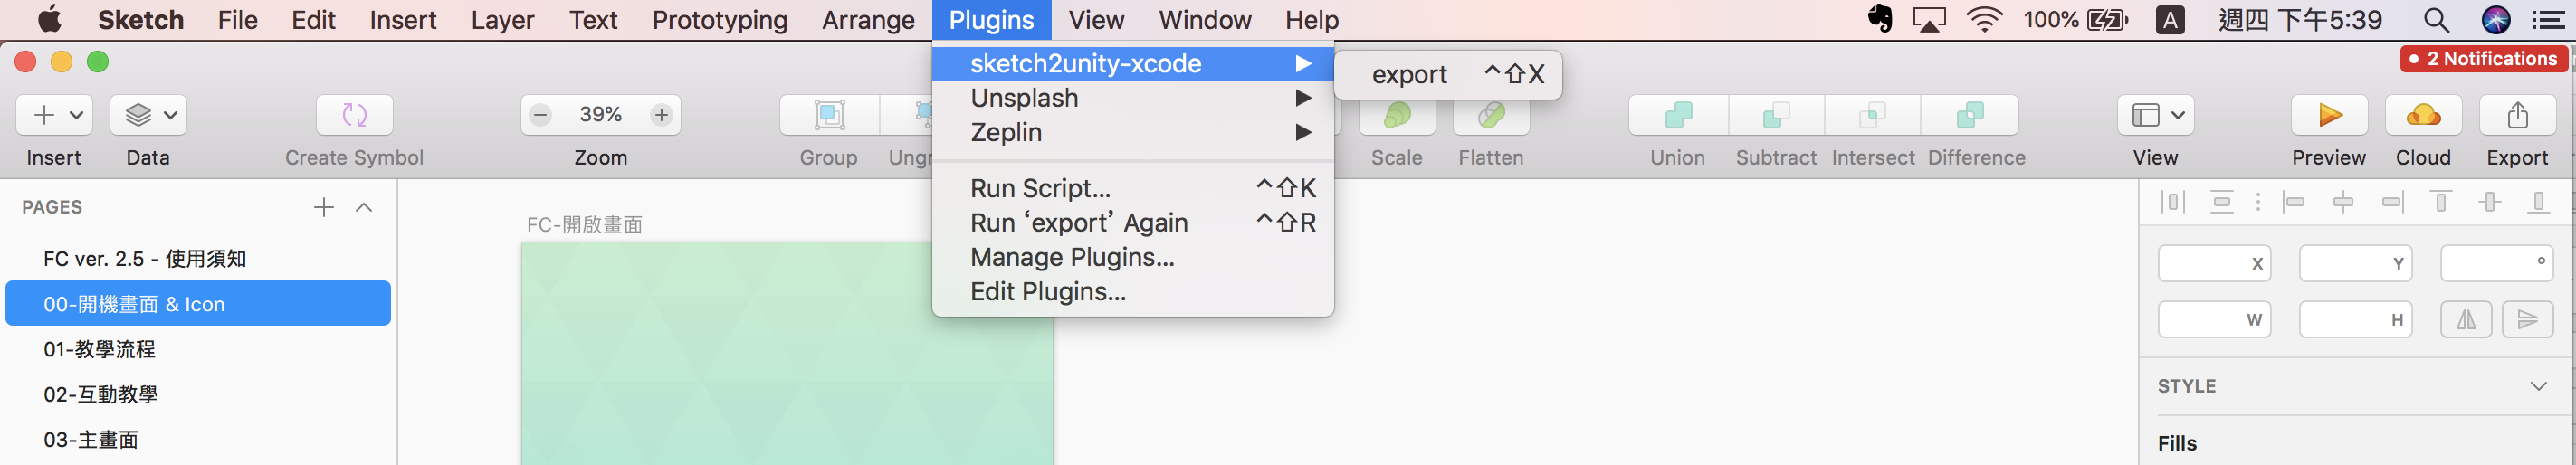 Sketch File Edit Insert Layer Text Prototyping Arrange Plugins View Window Help 100% A 週四 下午5:39
2 Notifications
sketch2unity-xcode
export ⌃⇧X
Unsplash
Zeplin
39%
Insert Data Create Symbol Zoom Group Ungr Scale Flatten Union Subtract Intersect Difference View Preview Cloud Export
Run Script... ⌃⇧K
Run ‘export’ Again ⌃⇧R
Manage Plugins...
Edit Plugins...
PAGES
FC ver. 2.5 - 使用須知
00-開機畫面 & Icon
01-教學流程
02-互動教學
03-主畫面
FC-開啟畫面
X Y °
W H
STYLE
Fills